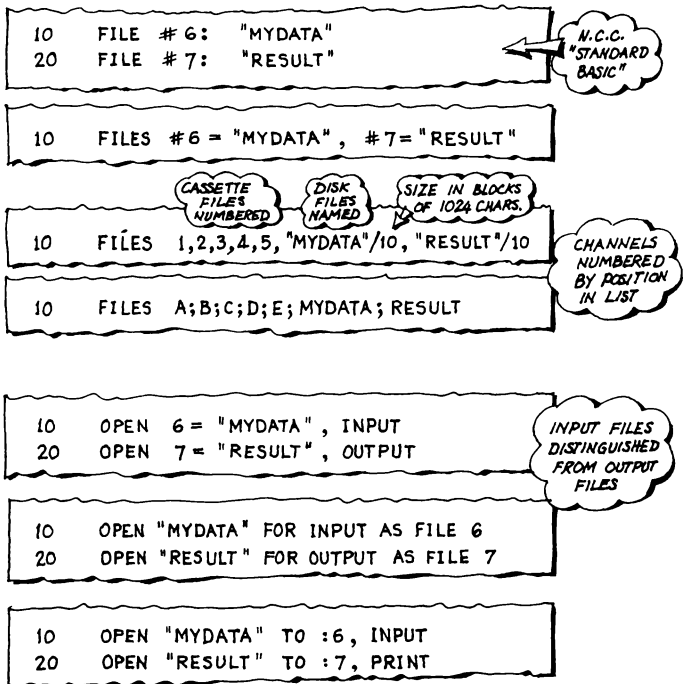 10 FILE #6: "MYDATA"
20 FILE #7: "RESULT"
N.C.C.
"STANDARD
BASIC"
10 FILES #6 = "MYDATA", #7="RESULT"
CASSETTE
FILES
NUMBERED
DISK
FILES
NAMED
SIZE IN BLOCKS
OF 1024 CHARS.
10 FILES 1,2,3,4,5,"MYDATA"/10, "RESULT"/10
10 FILES A;B;C;D;E; MYDATA; RESULT
CHANNELS
NUMBERED
BY POSITION
IN LIST
10 OPEN 6 = "MYDATA", INPUT
20 OPEN 7 = "RESULT", OUTPUT
INPUT FILES
DISTINGUISHED
FROM OUTPUT
FILES
10 OPEN "MYDATA" FOR INPUT AS FILE 6
20 OPEN "RESULT" FOR OUTPUT AS FILE 7
10 OPEN "MYDATA" TO :6, INPUT
20 OPEN "RESULT" TO :7, PRINT